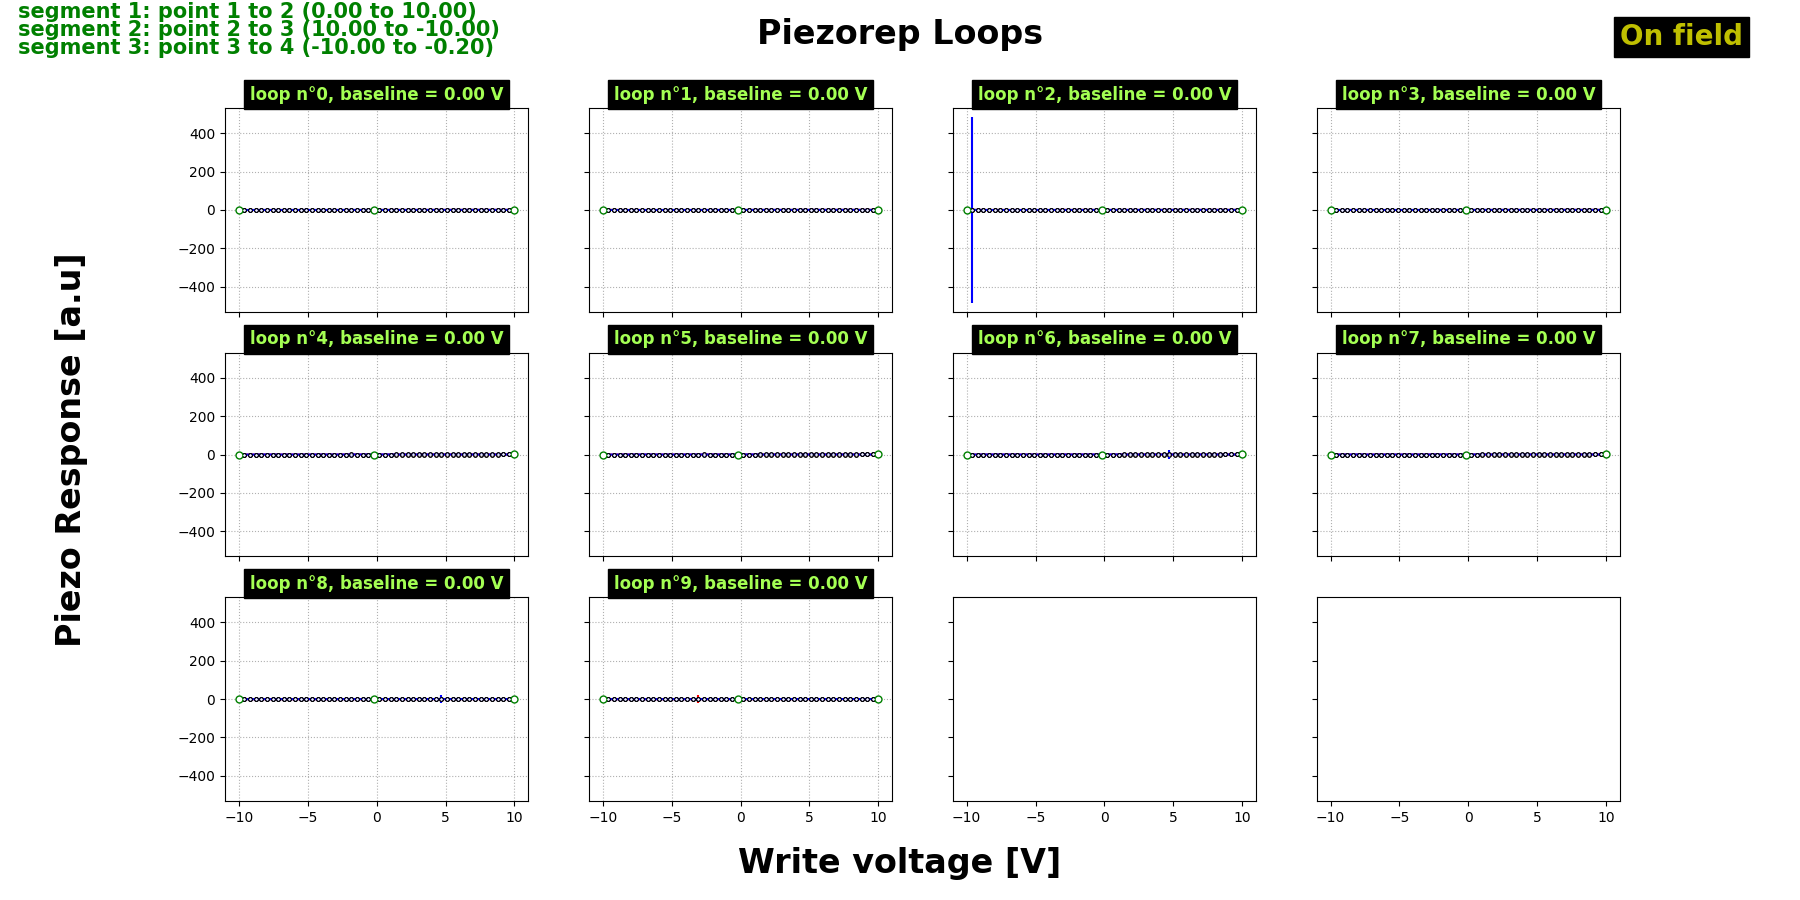 segment 1: point 1 to 2 (0.00 to 10.00)
segment 2: point 2 to 3 (10.00 to -10.00)
segment 3: point 3 to 4 (-10.00 to -0.20)
Piezorep Loops
On field
loop n°0, baseline = 0.00 V
loop n°1, baseline = 0.00 V
loop n°2, baseline = 0.00 V
loop n°3, baseline = 0.00 V
400
200
0
−200
−400
loop n°4, baseline = 0.00 V
loop n°5, baseline = 0.00 V
loop n°6, baseline = 0.00 V
loop n°7, baseline = 0.00 V
400
200
0
−200
−400
loop n°8, baseline = 0.00 V
loop n°9, baseline = 0.00 V
400
200
0
−200
−400
−10 −5 0 5 10
−10 −5 0 5 10
−10 −5 0 5 10
−10 −5 0 5 10
Piezo Response [a.u]
Write voltage [V]